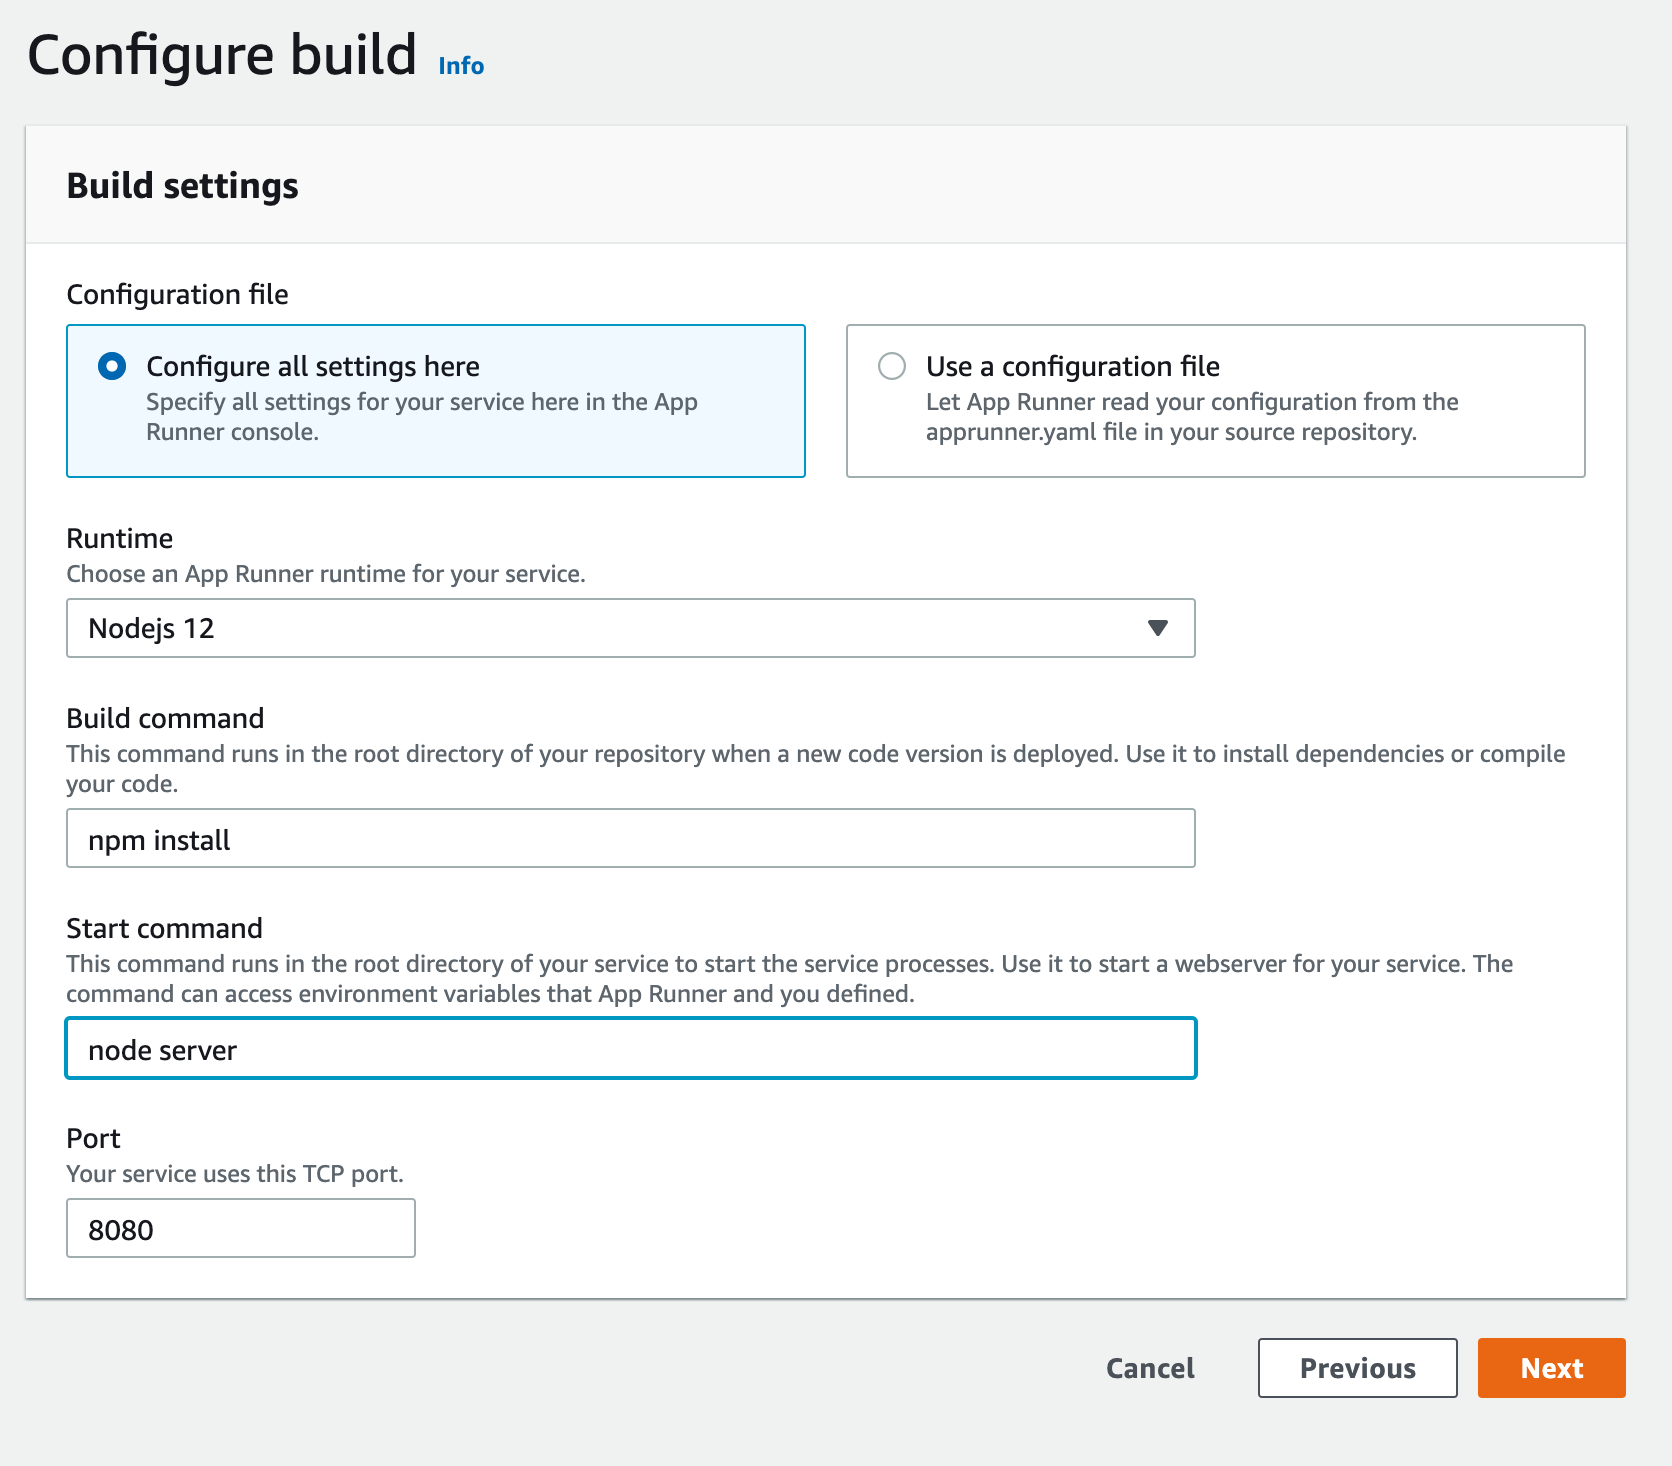 Configure build Info
Build settings
Configuration file
Configure all settings here
Specify all settings for your service here in the App
Runner console.
Use a configuration file
Let App Runner read your configuration from the
apprunner.yaml file in your source repository.
Runtime
Choose an App Runner runtime for your service.
Nodejs 12
Build command
This command runs in the root directory of your repository when a new code version is deployed. Use it to install dependencies or compile
your code.
npm install
Start command
This command runs in the root directory of your service to start the service processes. Use it to start a webserver for your service. The
command can access environment variables that App Runner and you defined.
node server
Port
Your service uses this TCP port.
8080
Cancel
Previous
Next